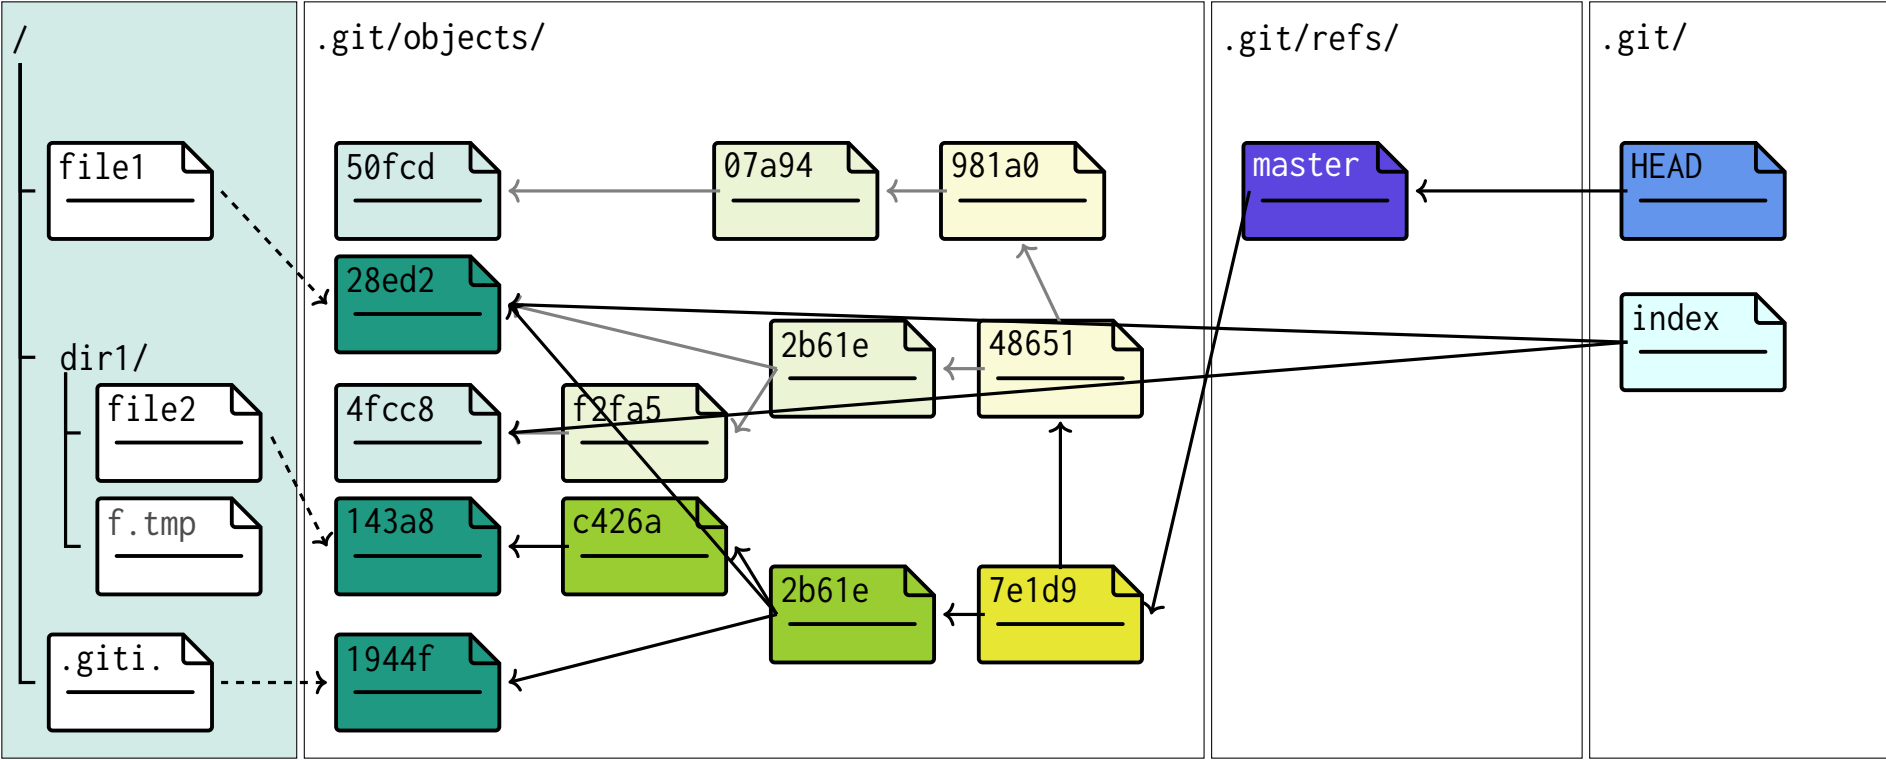 /
.git/objects/
.git/refs/
.git/
file1
50fcd
07a94
981a0
master
HEAD
28ed2
index
dir1/
2b61e
48651
file2
4fcc8
f2fa5
f.tmp
143a8
c426a
2b61e
7e1d9
.giti.
1944f